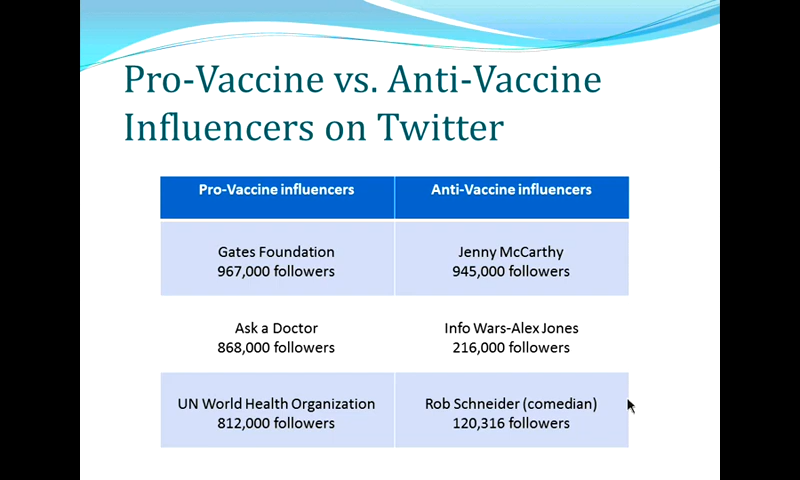 Pro-Vaccine vs. Anti-Vaccine
Influencers on Twitter
Pro-Vaccine influencers
Anti-Vaccine influencers
Gates Foundation
967,000 followers
Jenny McCarthy
945,000 followers
Ask a Doctor
868,000 followers
Info Wars-Alex Jones
216,000 followers
UN World Health Organization
812,000 followers
Rob Schneider (comedian)
120,316 followers